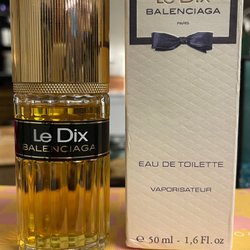 Le Dix
BALENCIAGA
Le Dix
BALENCIAGA
PARIS
EAU DE TOILETTE
VAPORISATEUR
e 50 ml - 1,6 Fl. oz